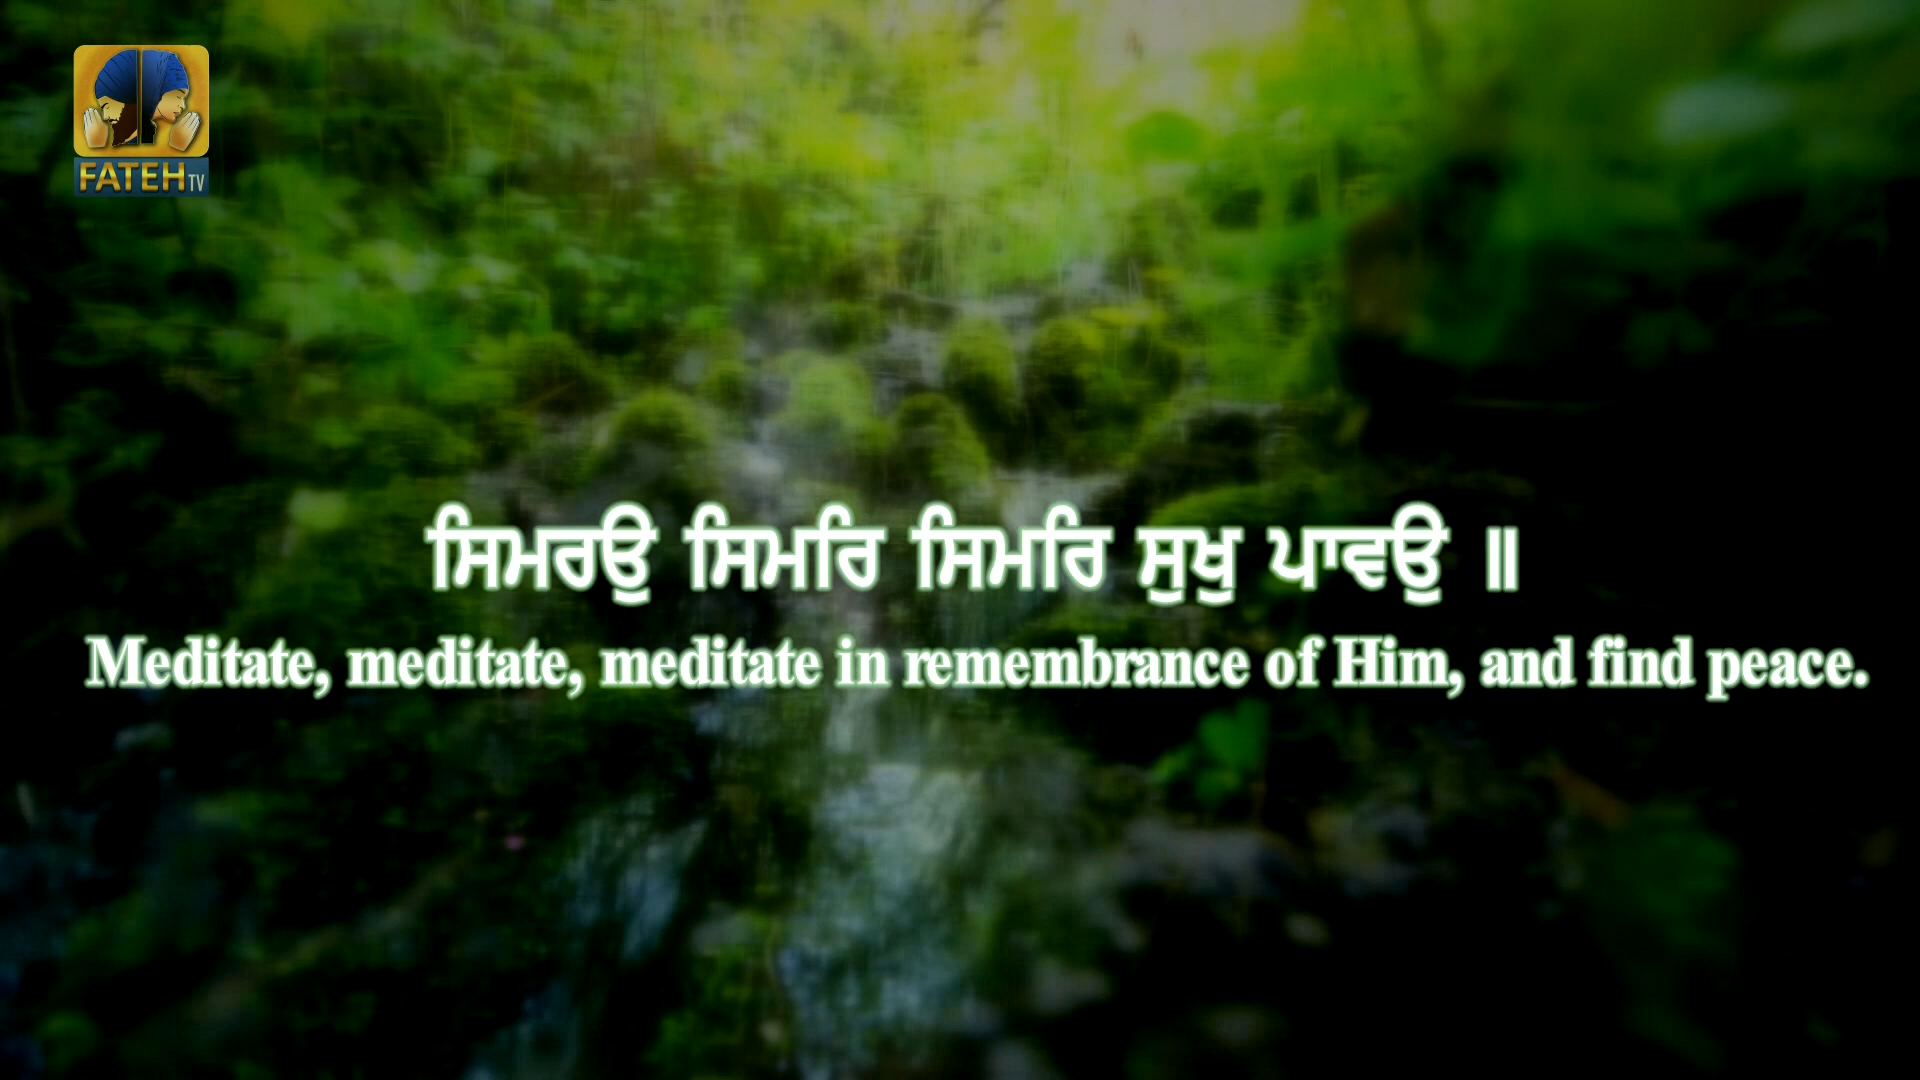 FATEH TV
ਸਿਮਰਉ ਸਿਮਰਿ ਸਿਮਰਿ ਸੁਖੁ ਪਾਵਉ ॥
Meditate, meditate, meditate in remembrance of Him, and find peace.